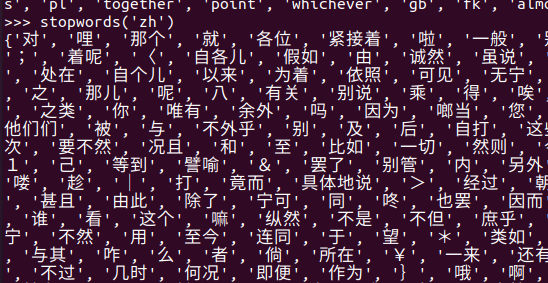 s', 'pl', 'together', 'point', 'whichever', 'gb', 'fk', 'almo
>>> stopwords('zh')
{'对', '哩', '那个', '就', '各位', '紧接着', '啦', '一般', '
, ';', '着呢', '〈', '自各儿', '假如', '由', '诚然', '虽说',
, '处在', '自个儿', '以来', '为着', '依照', '可见', '无宁',
, '之', '那儿', '呢', '八', '有关', '别说', '乘', '得', '唉',
'之类', '你', '唯有', '余外', '吗', '因为', '啷当', '您',
他们们', '被', '与', '不外乎', '别', '及', '后', '自打', '这
次', '要不然', '况且', '和', '至', '比如', '一切', '然则', '
１', '己', '等到', '譬喻', '＆', '罢了', '别管', '内', '另外
'喽', '趁', '｜', '打', '竟而', '具体地说', '＞', '经过', '朝
, '甚且', '由此', '除了', '宁可', '同', '咚', '也罢', '因而
'谁', '看', '这个', '嘛', '纵然', '不是', '不但', '庶乎',
宁', '不然', '用', '至今', '连同', '于', '望', '＊', '类如',
'与其', '咋', '么', '者', '倘', '所在', '￥', '一来', '还有
, '不过', '几时', '何况', '即便', '作为', '｝', '哦', '啊',